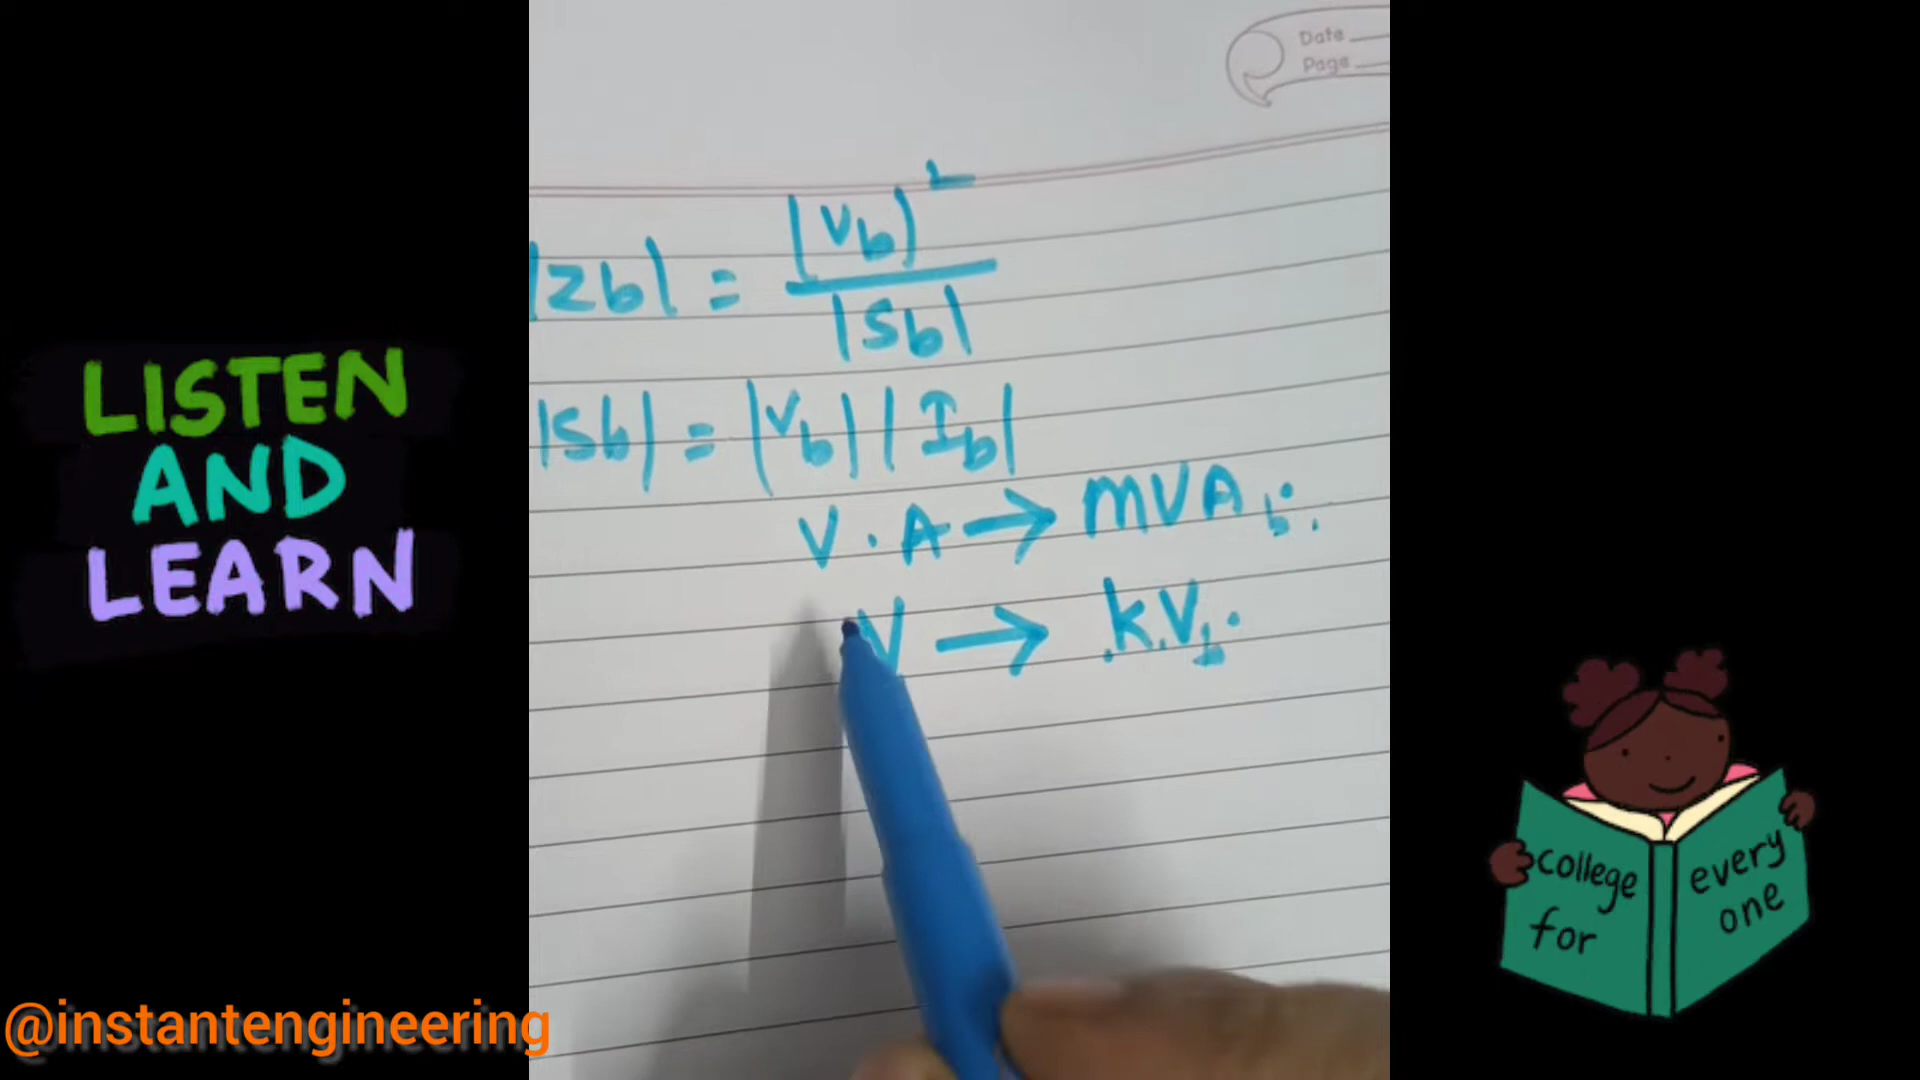 Date
Page
|Zb| = |Vb|²
|Sb|
|Sb| = |Vb| |Ib|
V . A → MVAb.
V → kVb.
LISTEN
AND
LEARN
college
for
every
one
@instantengineering